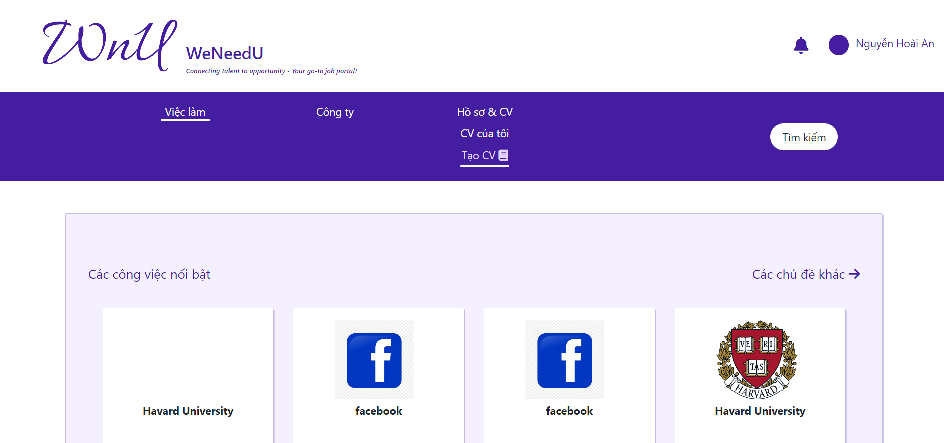 WnU
WeNeedU
Connecting talent to opportunity - Your go-to job portal!
Nguyễn Hoài An
Việc làm
Công ty
Hồ sơ & CV
CV của tôi
Tạo CV
Tìm kiếm
Các công việc nổi bật
Các chủ đề khác
f
f
VE RI
TAS
HARVARD
Havard University
facebook
facebook
Havard University